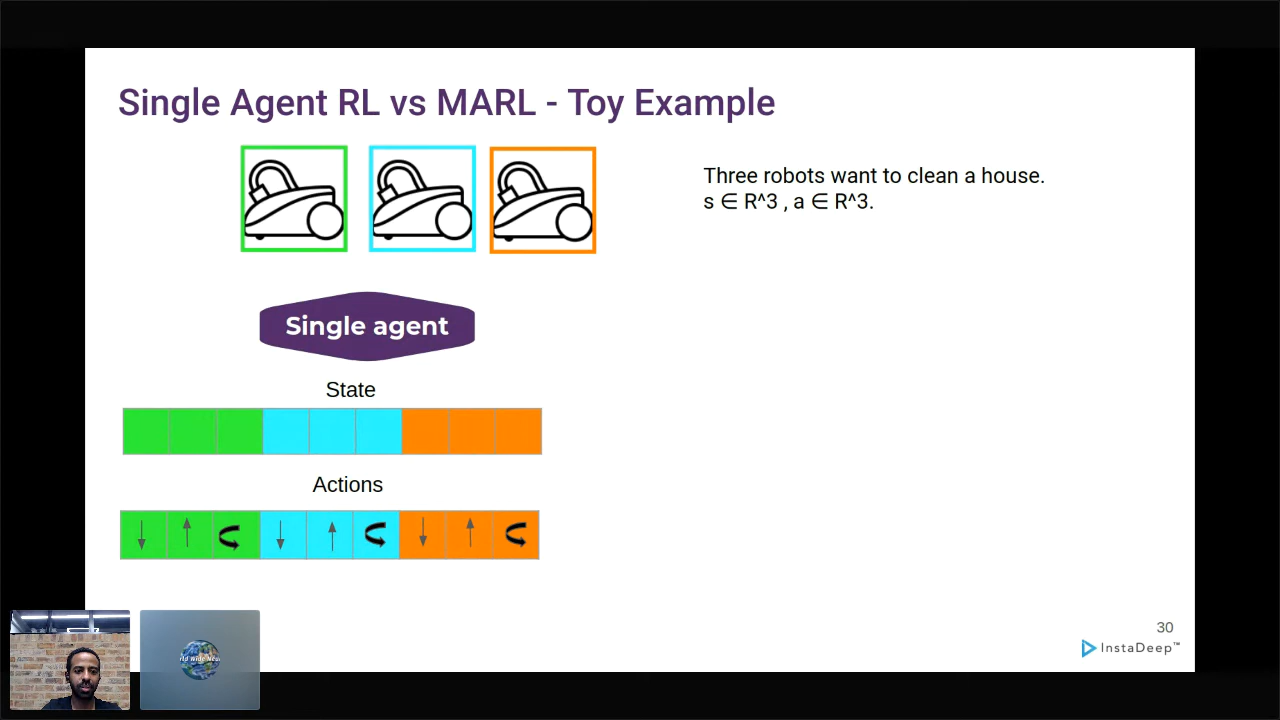 Single Agent RL vs MARL - Toy Example
Three robots want to clean a house.
s ∈ R^3 , a ∈ R^3.
Single agent
State
Actions
30
InstaDeep™